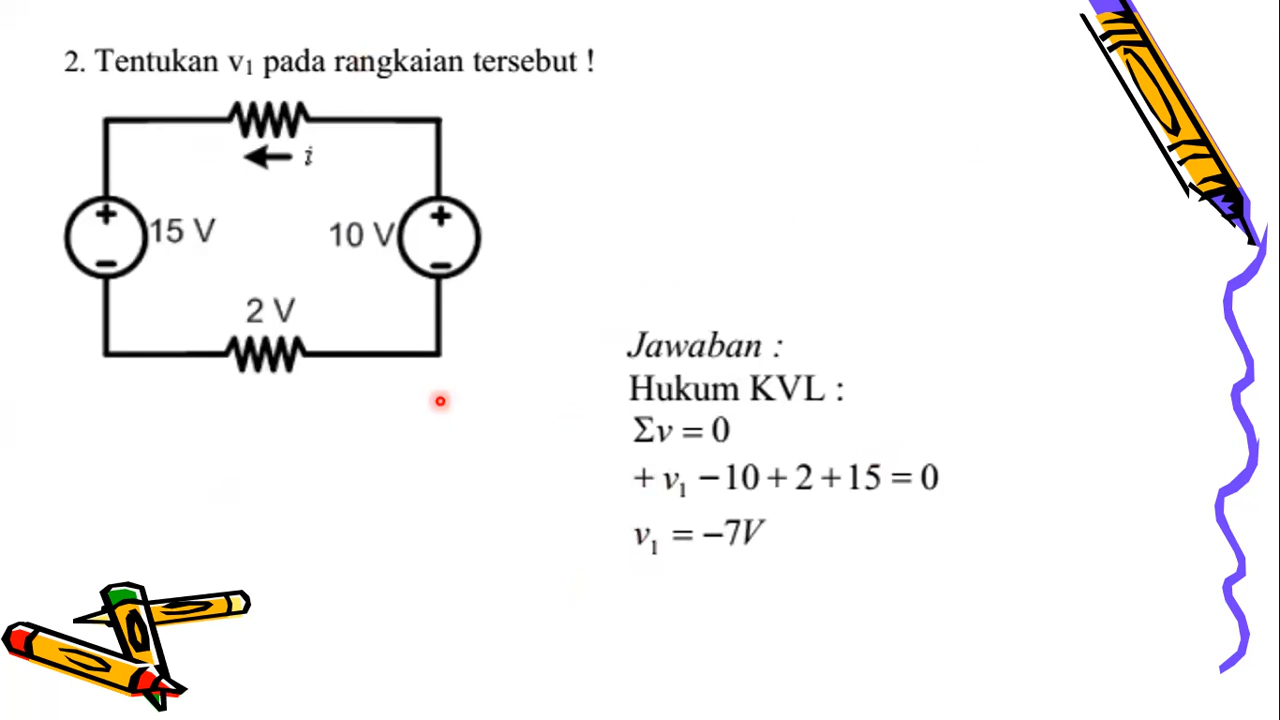 2. Tentukan v₁ pada rangkaian tersebut !
i
+
+
15 V
10 V
−
−
2 V
Jawaban :
Hukum KVL :
Σv = 0
+ v₁ −10 + 2 + 15 = 0
v₁ = −7V